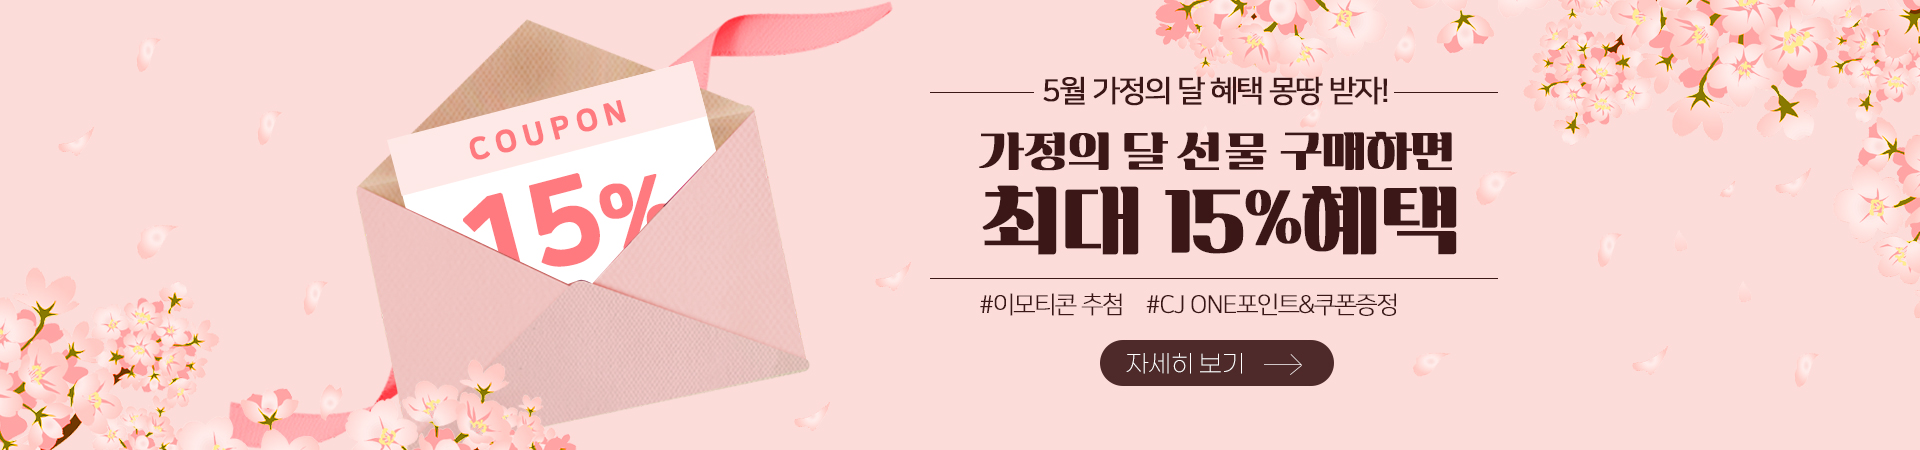 COUPON
15%
5월 가정의 달 혜택 몽땅 받자!
가정의 달 선물 구매하면
최대 15%혜택
#이모티콘 추첨 #CJ ONE포인트&쿠폰증정
자세히 보기